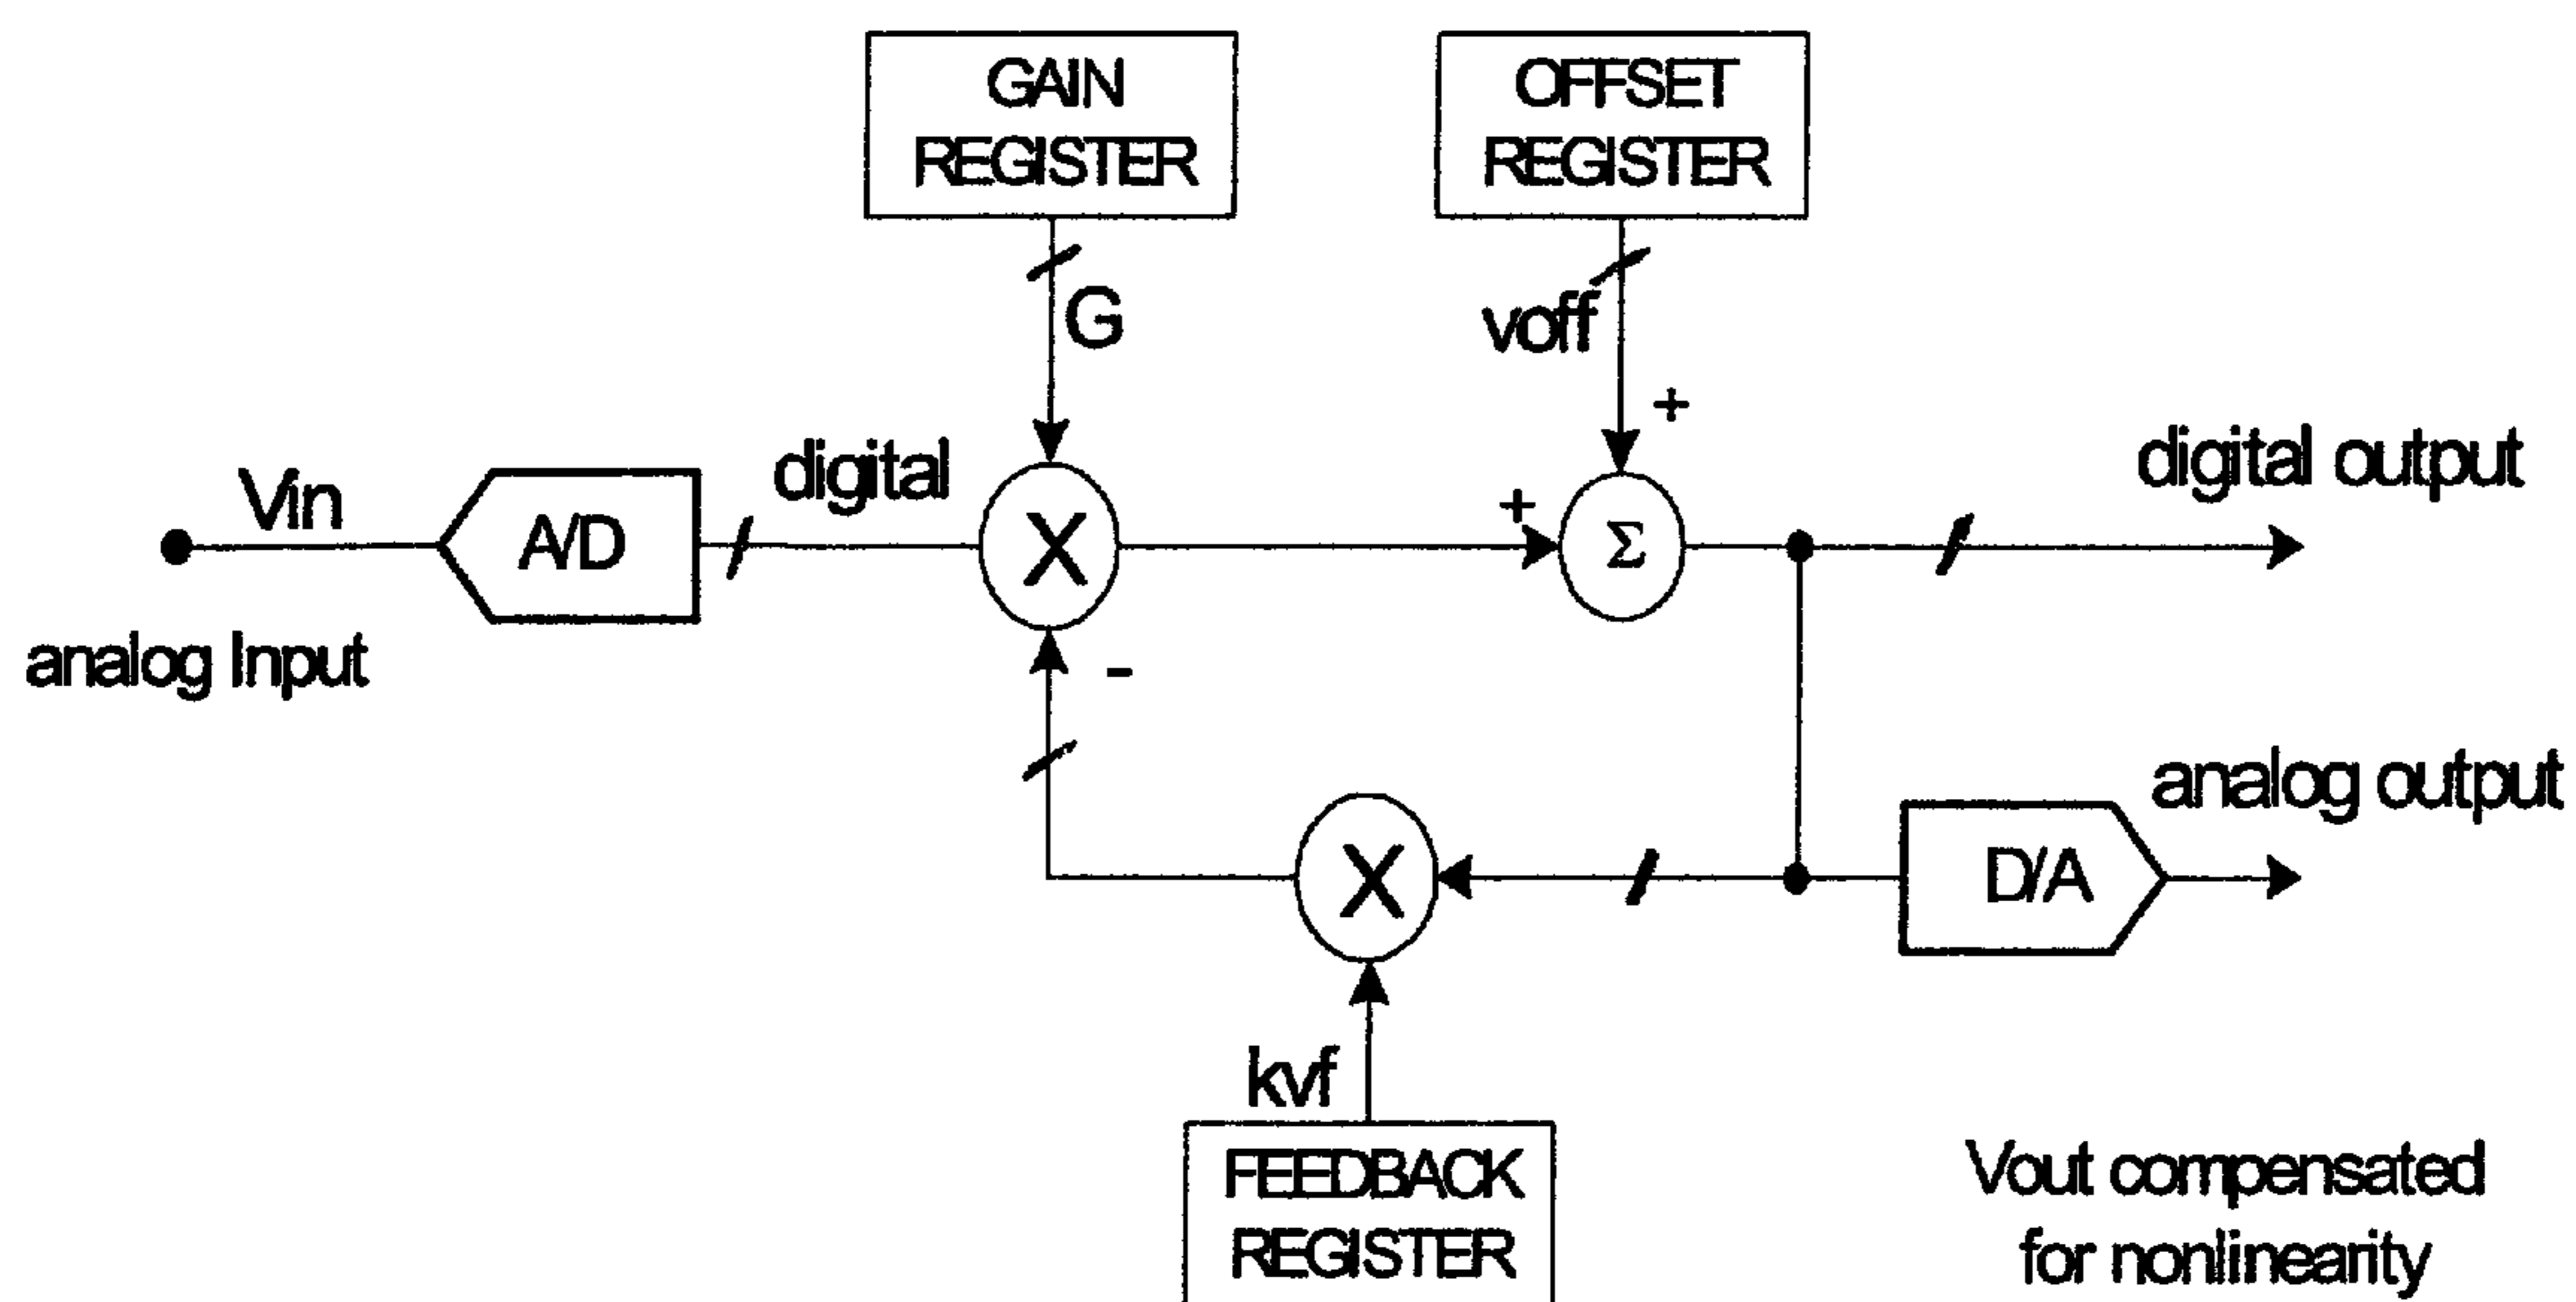 GAIN
REGISTER
OFFSET
REGISTER
G
voff
+
Vin
A/D
digital
X
+
Σ
digital output
analog Input
-
analog output
X
D/A
kvf
FEEDBACK
REGISTER
Vout compensated
for nonlinearity